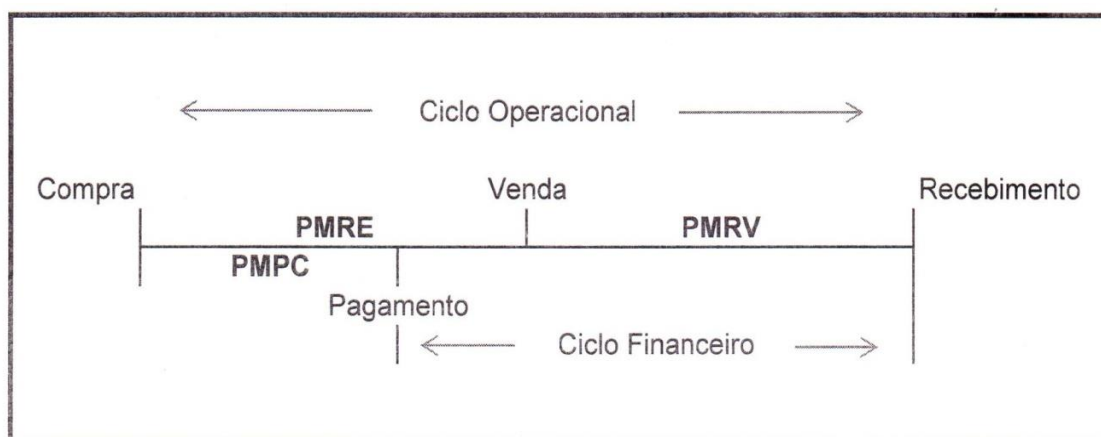 Ciclo Operacional
Compra Venda Recebimento
PMRE PMRV
PMPC
Pagamento
Ciclo Financeiro